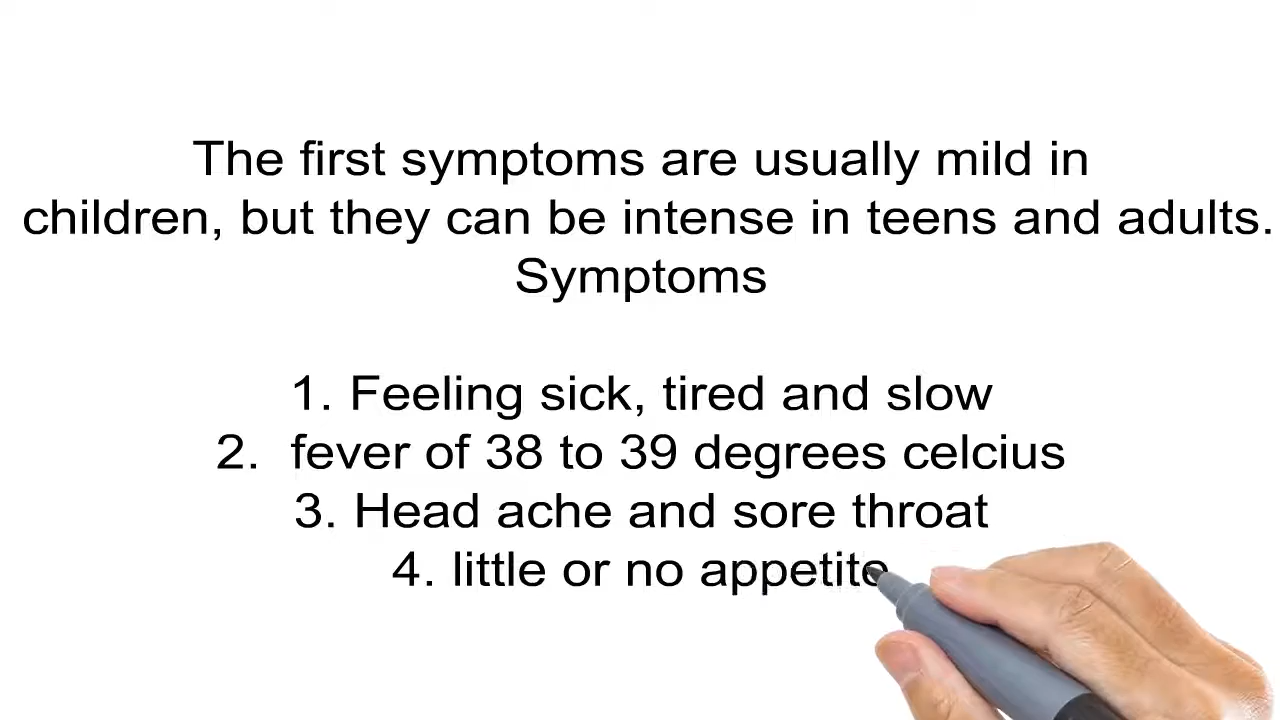 The first symptoms are usually mild in
children, but they can be intense in teens and adults.
Symptoms
1. Feeling sick, tired and slow
2. fever of 38 to 39 degrees celcius
3. Head ache and sore throat
4. little or no appetite